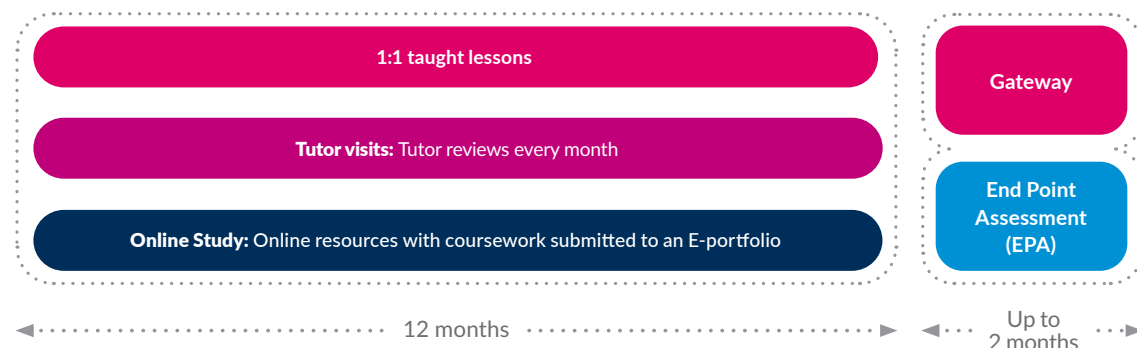 1:1 taught lessons
Gateway
Tutor visits: Tutor reviews every month
End Point
Assessment
(EPA)
Online Study: Online resources with coursework submitted to an E-portfolio
12 months
Up to
2 months